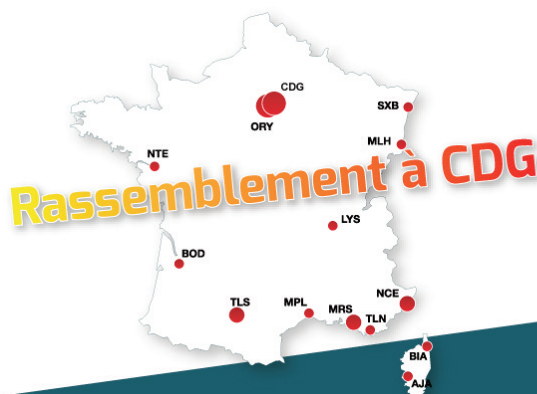 CDG
ORY
SXB
MLH
NTE
Rassemblement à CDG
LYS
BOD
TLS
MPL
MRS
NCE
TLN
BIA
AJA